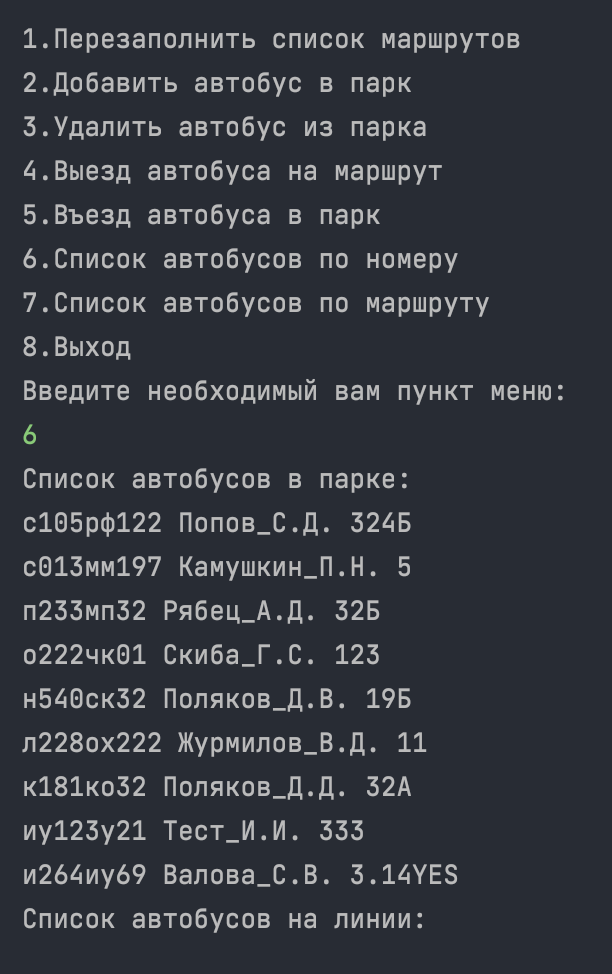 1.Перезаполнить список маршрутов
2.Добавить автобус в парк
3.Удалить автобус из парка
4.Выезд автобуса на маршрут
5.Въезд автобуса в парк
6.Список автобусов по номеру
7.Список автобусов по маршруту
8.Выход
Введите необходимый вам пункт меню:
6
Список автобусов в парке:
с105рф122 Попов_С.Д. 324Б
с013мм197 Камушкин_П.Н. 5
п233мп32 Рябец_А.Д. 32Б
о222чк01 Скиба_Г.С. 123
н540ск32 Поляков_Д.В. 19Б
л228ох222 Журмилов_В.Д. 11
к181ко32 Поляков_Д.Д. 32А
иу123у21 Тест_И.И. 333
и264иу69 Валова_С.В. 3.14YES
Список автобусов на линии: